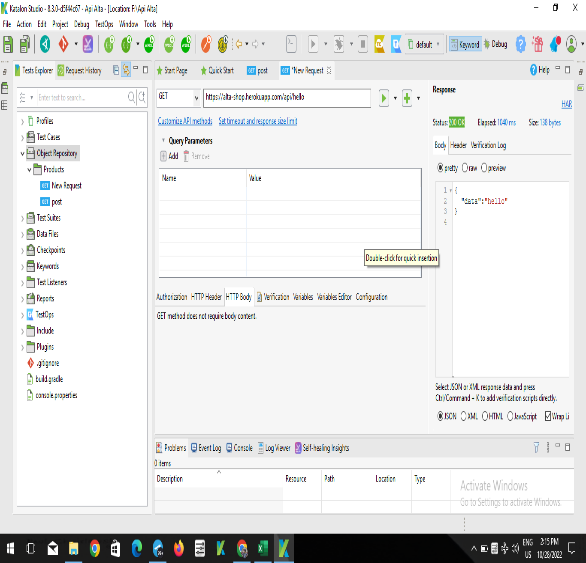 Katalon Studio - 8.3.0 - Api Alta - [Location: F:\Api Alta]
File Action Edit Project Debug TestOps Window Tools Help
default Keyword Debug
Tests Explorer Request History
Enter text to search...
Profiles
Test Cases
Object Repository
Products
New Request
post
Test Suites
Data Files
Checkpoints
Keywords
Test Listeners
Reports
TestOps
Include
Plugins
.gitignore
build.gradle
console.properties
Start Page Quick Start post *New Request Help
GET https://alta-shop.herokuapp.com/api/hello
Customize API methods Set timeout and response size limit
Query Parameters
Add Remove
Name Value
Double-click for quick insertion
Authorization HTTP Header HTTP Body Verification Variables Variables Editor Configuration
GET method does not require body content.
Response
HAR
Status: 200 OK Elapsed: 1040 ms Size: 138 bytes
Body Header Verification Log
pretty raw preview
1 {
2 "data":"hello"
3 }
4
Select JSON or XML response data and press
Ctrl/Command + K to add verification scripts directly.
JSON XML HTML JavaScript Wrap Li
Problems Event Log Console Log Viewer Self-healing Insights
0 items
Description Resource Path Location Type
Activate Windows
Go to Settings to activate Windows.
ENG
US
2:15 PM
10/28/2022